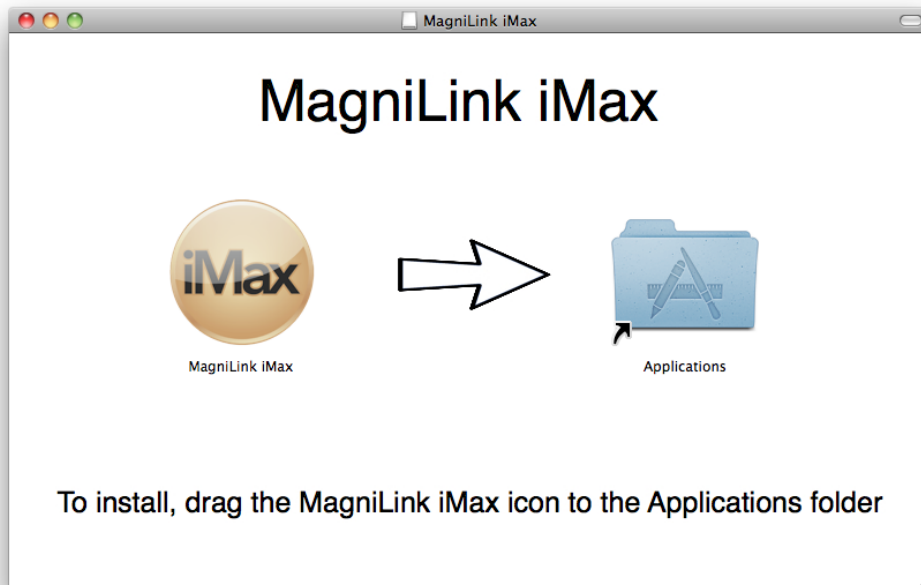 MagniLink iMax
MagniLink iMax
iMax
MagniLink iMax
Applications
To install, drag the MagniLink iMax icon to the Applications folder